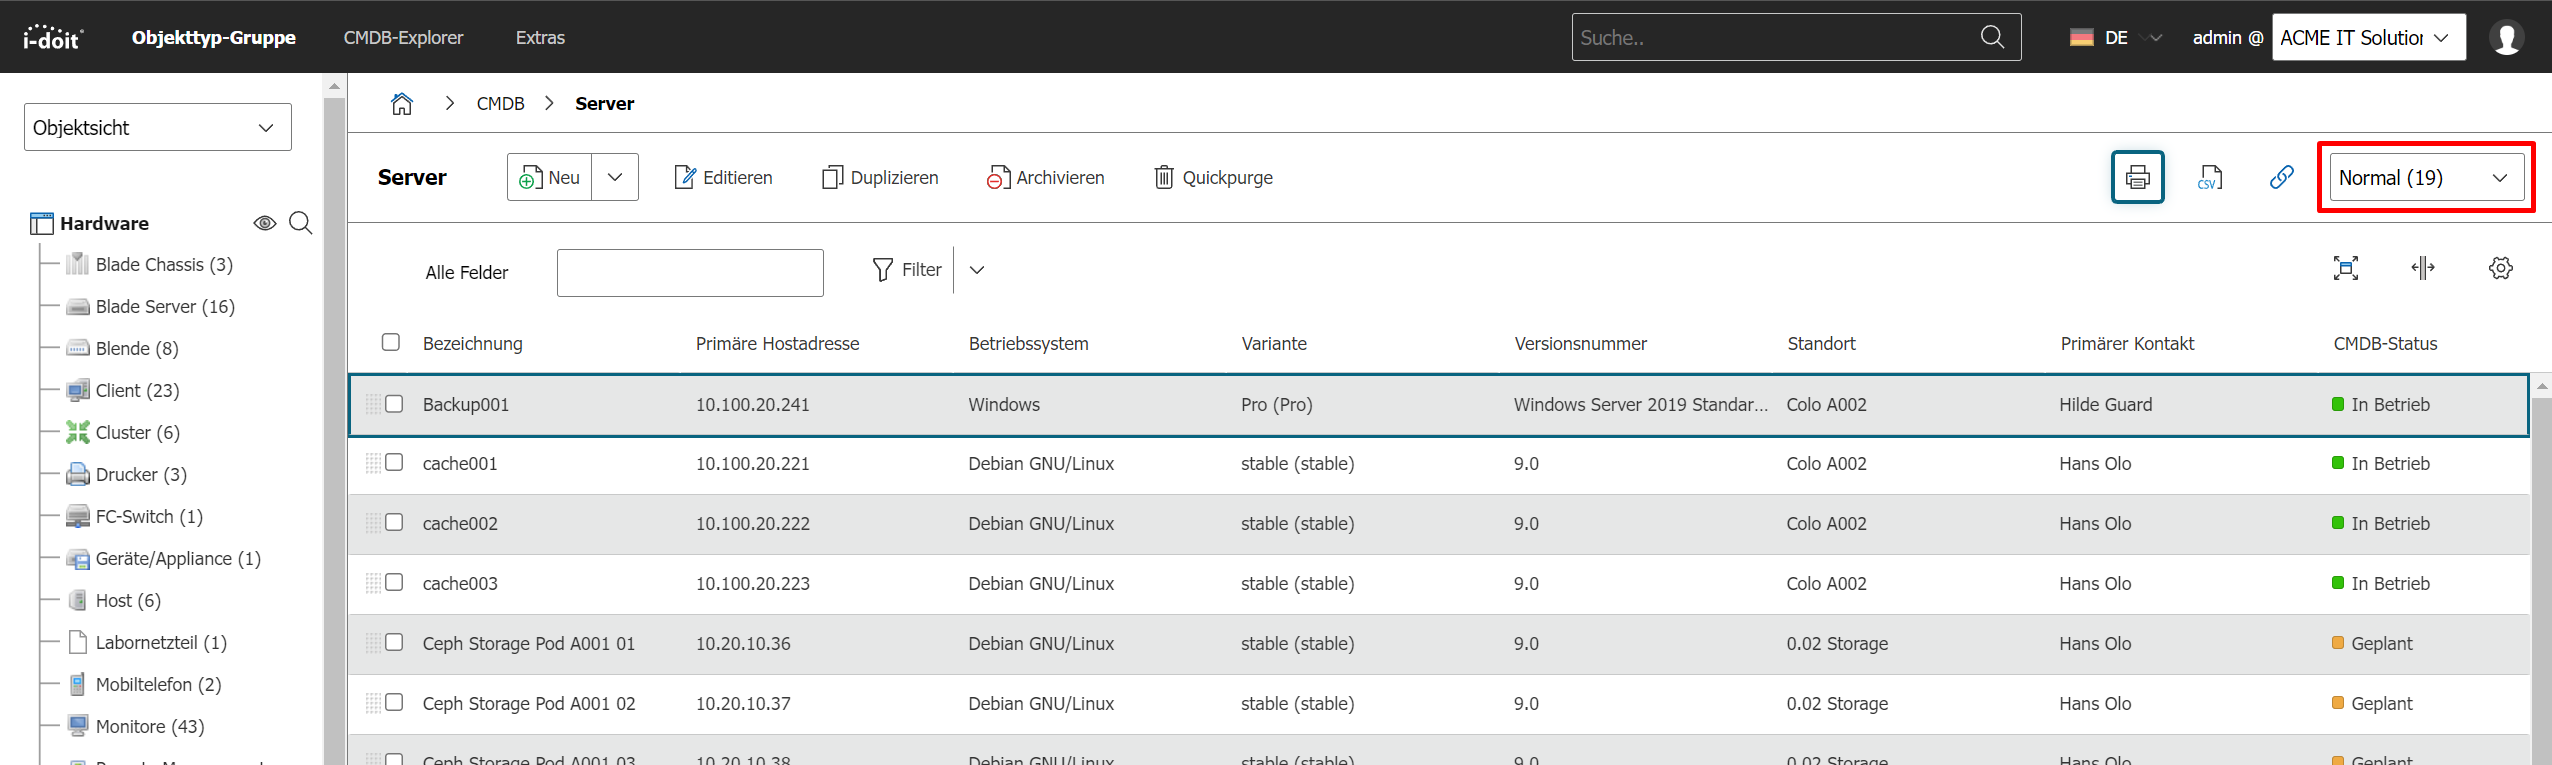 i-doit
Objekttyp-Gruppe CMDB-Explorer Extras Suche.. DE admin @ ACME IT Solution
Objektsicht
CMDB Server
Server Neu Editieren Duplizieren Archivieren Quickpurge CSV Normal (19)
Hardware
Blade Chassis (3)
Blade Server (16)
Blende (8)
Client (23)
Cluster (6)
Drucker (3)
FC-Switch (1)
Geräte/Appliance (1)
Host (6)
Labornetzteil (1)
Mobiltelefon (2)
Monitore (43)
Alle Felder Filter
Bezeichnung Primäre Hostadresse Betriebssystem Variante Versionsnummer Standort Primärer Kontakt CMDB-Status
Backup001 10.100.20.241 Windows Pro (Pro) Windows Server 2019 Standar... Colo A002 Hilde Guard In Betrieb
cache001 10.100.20.221 Debian GNU/Linux stable (stable) 9.0 Colo A002 Hans Olo In Betrieb
cache002 10.100.20.222 Debian GNU/Linux stable (stable) 9.0 Colo A002 Hans Olo In Betrieb
cache003 10.100.20.223 Debian GNU/Linux stable (stable) 9.0 Colo A002 Hans Olo In Betrieb
Ceph Storage Pod A001 01 10.20.10.36 Debian GNU/Linux stable (stable) 9.0 0.02 Storage Hans Olo Geplant
Ceph Storage Pod A001 02 10.20.10.37 Debian GNU/Linux stable (stable) 9.0 0.02 Storage Hans Olo Geplant
Ceph Storage Pod A001 03 10.20.10.38 Debian GNU/Linux stable (stable) 9.0 0.02 Storage Hans Olo Geplant